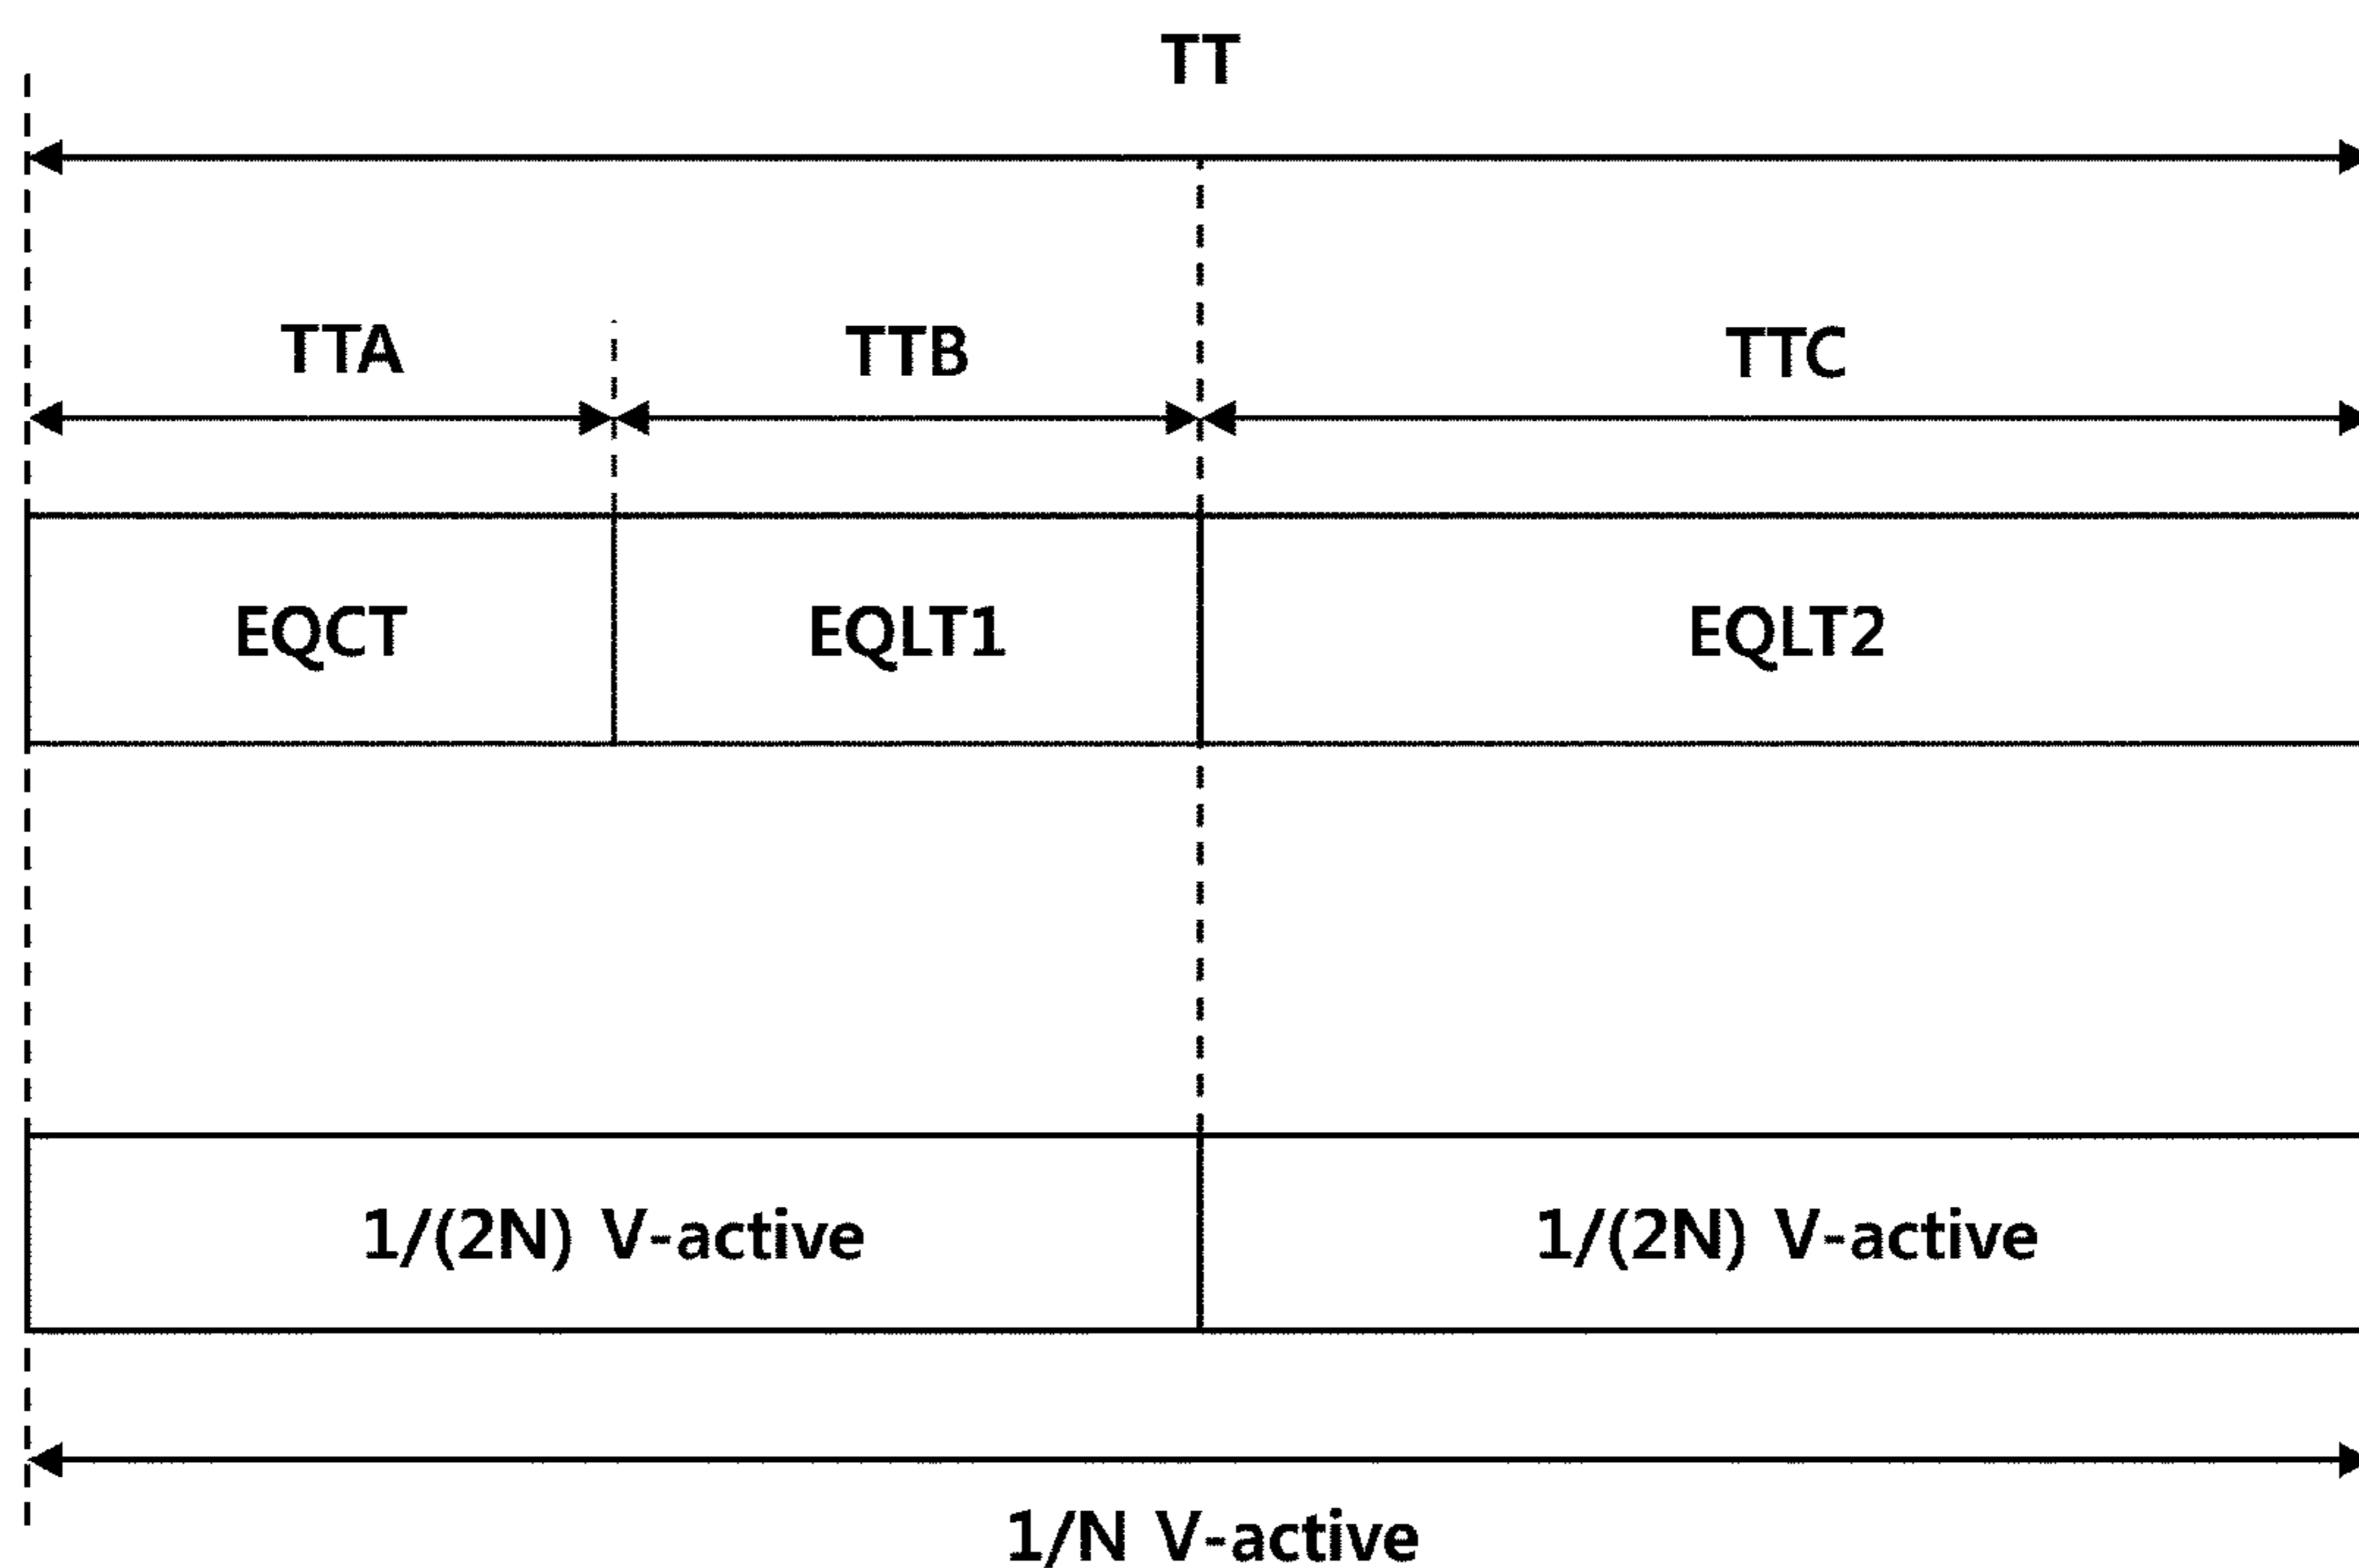 TT
TTA TTB TTC
EQCT EQLT1 EQLT2
1/(2N) V-active 1/(2N) V-active
1/N V-active